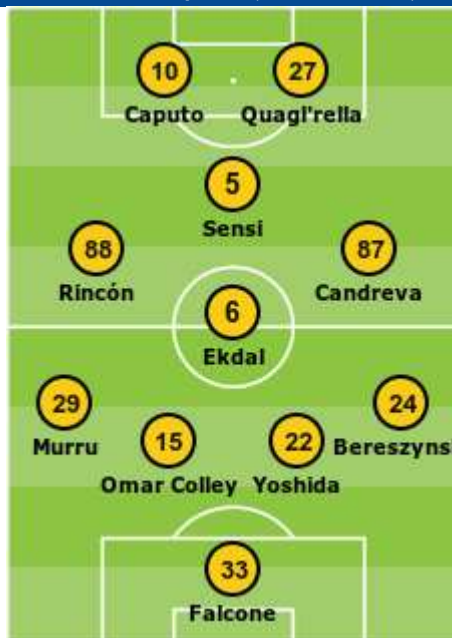 10 27
Caputo Quagl'rella
5
Sensi
88 87
Rincón Candreva
6
Ekdal
29 24
Murru Bereszyns
15 22
Omar Colley Yoshida
33
Falcone